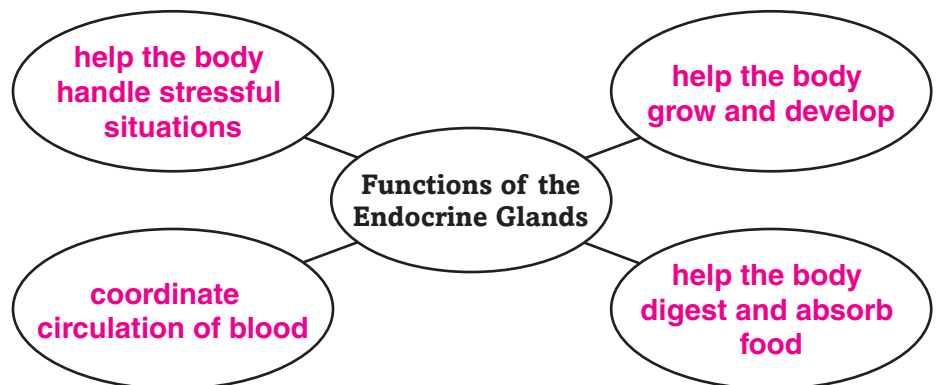 help the body
handle stressful
situations
help the body
grow and develop
Functions of the
Endocrine Glands
coordinate
circulation of blood
help the body
digest and absorb
food